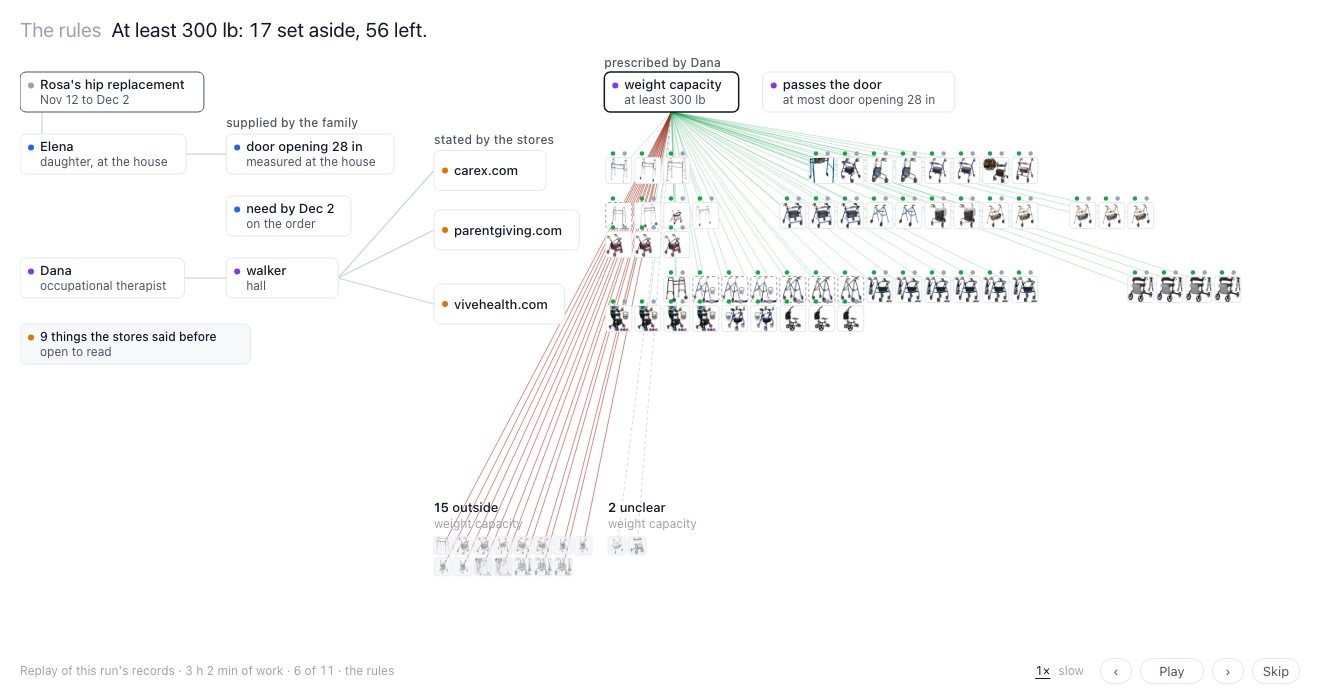 The rules At least 300 lb: 17 set aside, 56 left.
prescribed by Dana
Rosa's hip replacement
Nov 12 to Dec 2
weight capacity
at least 300 lb
passes the door
at most door opening 28 in
supplied by the family
stated by the stores
Elena
daughter, at the house
door opening 28 in
measured at the house
carex.com
need by Dec 2
on the order
parentgiving.com
Dana
occupational therapist
walker
hall
vivehealth.com
9 things the stores said before
open to read
15 outside
weight capacity
2 unclear
weight capacity
Replay of this run's records · 3 h 2 min of work · 6 of 11 · the rules
1× slow ‹ Play › Skip